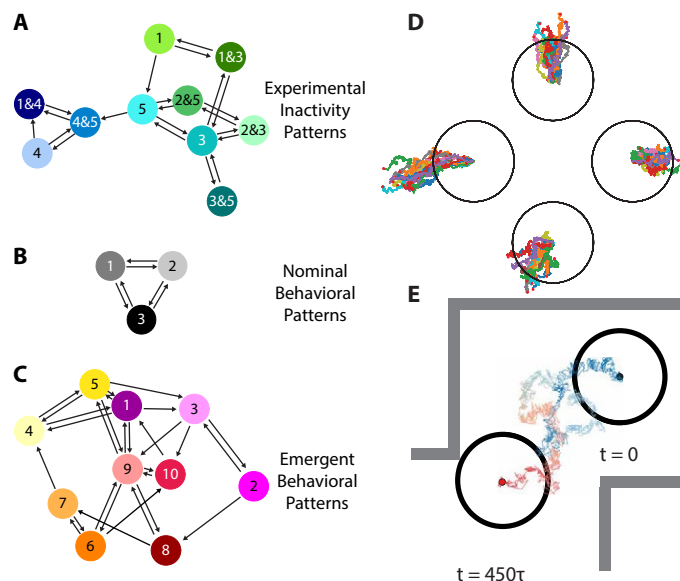 A
1
1&3
Experimental
Inactivity
Patterns
1&4
4&5
4
5
2&5
2&3
3
3&5
B
1
2
3
Nominal
Behavioral
Patterns
C
5
1
3
4
9
10
2
7
6
8
Emergent
Behavioral
Patterns
D
E
t = 0
t = 450τ